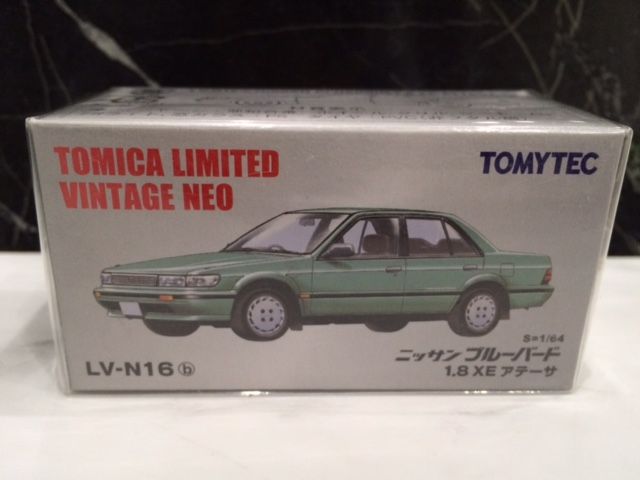 TOMICA LIMITED
VINTAGE NEO
TOMYTEC
S=1/64
LV-N16 ⓑ
ニッサン ブルーバード
1.8 XE アテーサ